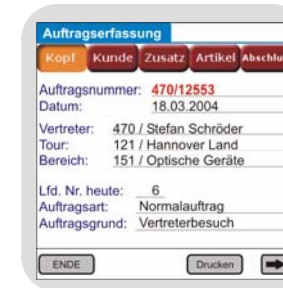 Auftragserfassung
Kopf Kunde Zusatz Artikel Abschlu
Auftragsnummer: 470/12553
Datum: 18.03.2004
Vertreter: 470 / Stefan Schröder
Tour: 121 / Hannover Land
Bereich: 151 / Optische Geräte
Lfd. Nr. heute: 6
Auftragsart: Normalauftrag
Auftragsgrund: Vertreterbesuch
ENDE Drucken